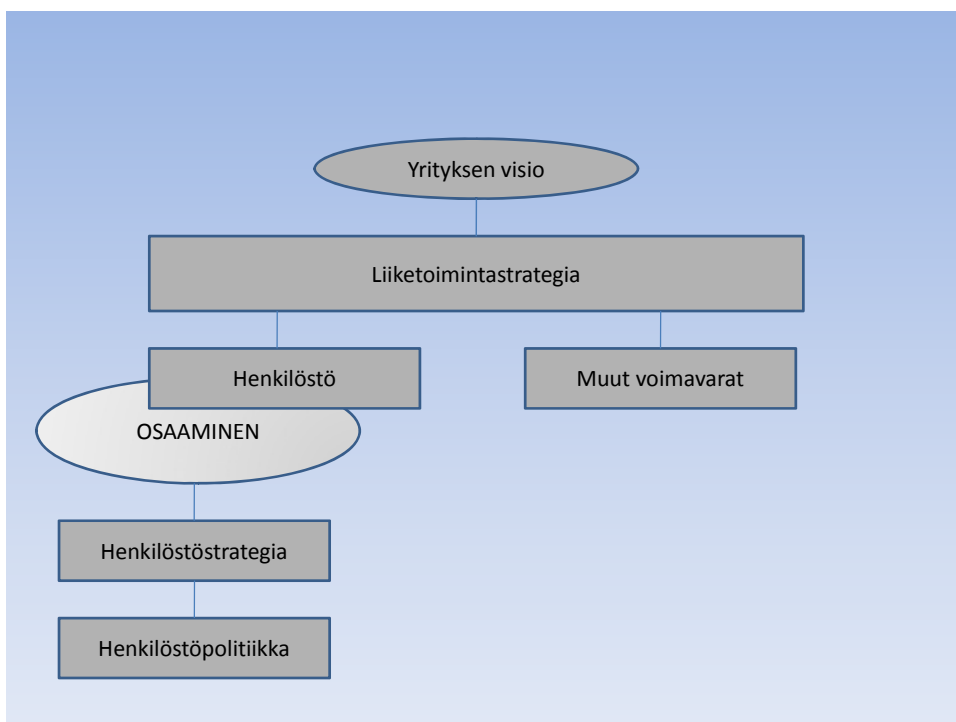 Yrityksen visio
Liiketoimintastrategia
Henkilöstö
Muut voimavarat
OSAAMINEN
Henkilöstöstrategia
Henkilöstöpolitiikka